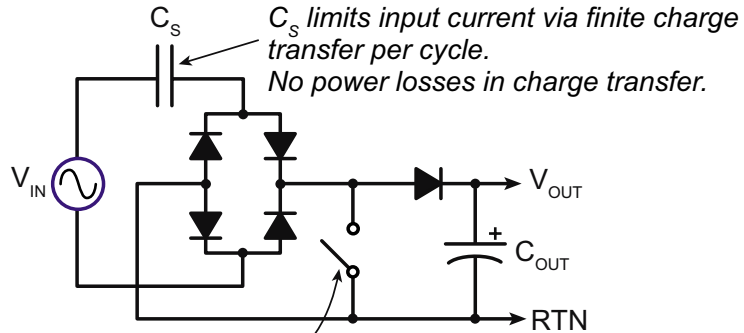 C_S
C_S limits input current via finite charge
transfer per cycle.
No power losses in charge transfer.
V_IN
V_OUT
+
C_OUT
RTN